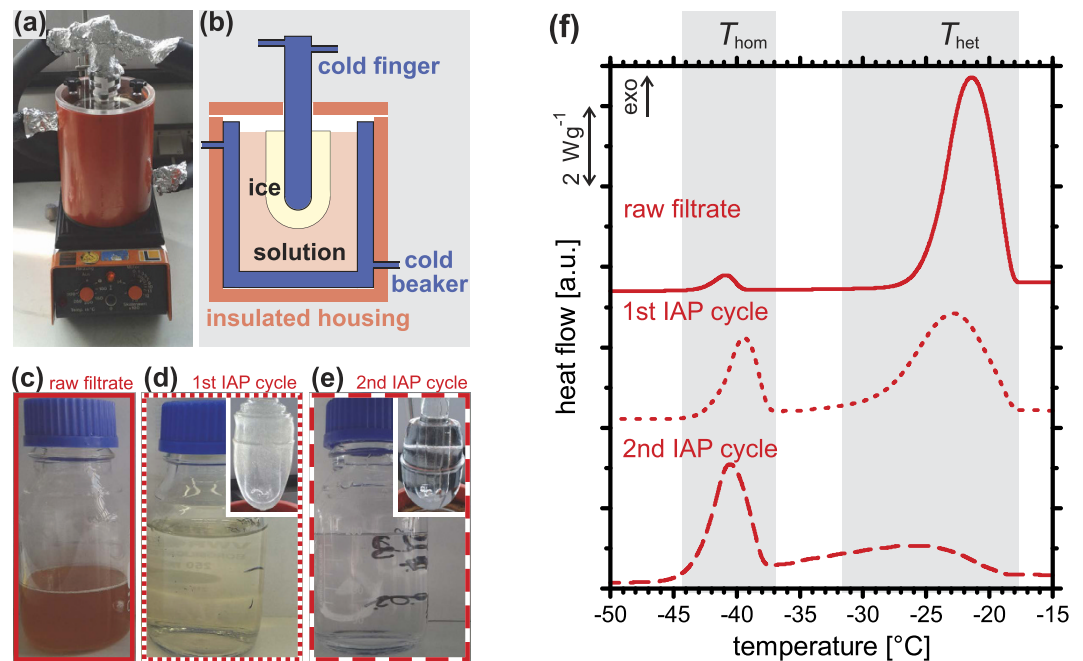 (a)
(b)
cold finger
ice
solution
cold
beaker
insulated housing
(c) raw filtrate
(d) 1st IAP cycle
(e) 2nd IAP cycle
(f)
T hom
T het
exo
2 Wg⁻¹
raw filtrate
1st IAP cycle
2nd IAP cycle
heat flow [a.u.]
-50 -45 -40 -35 -30 -25 -20 -15
temperature [°C]